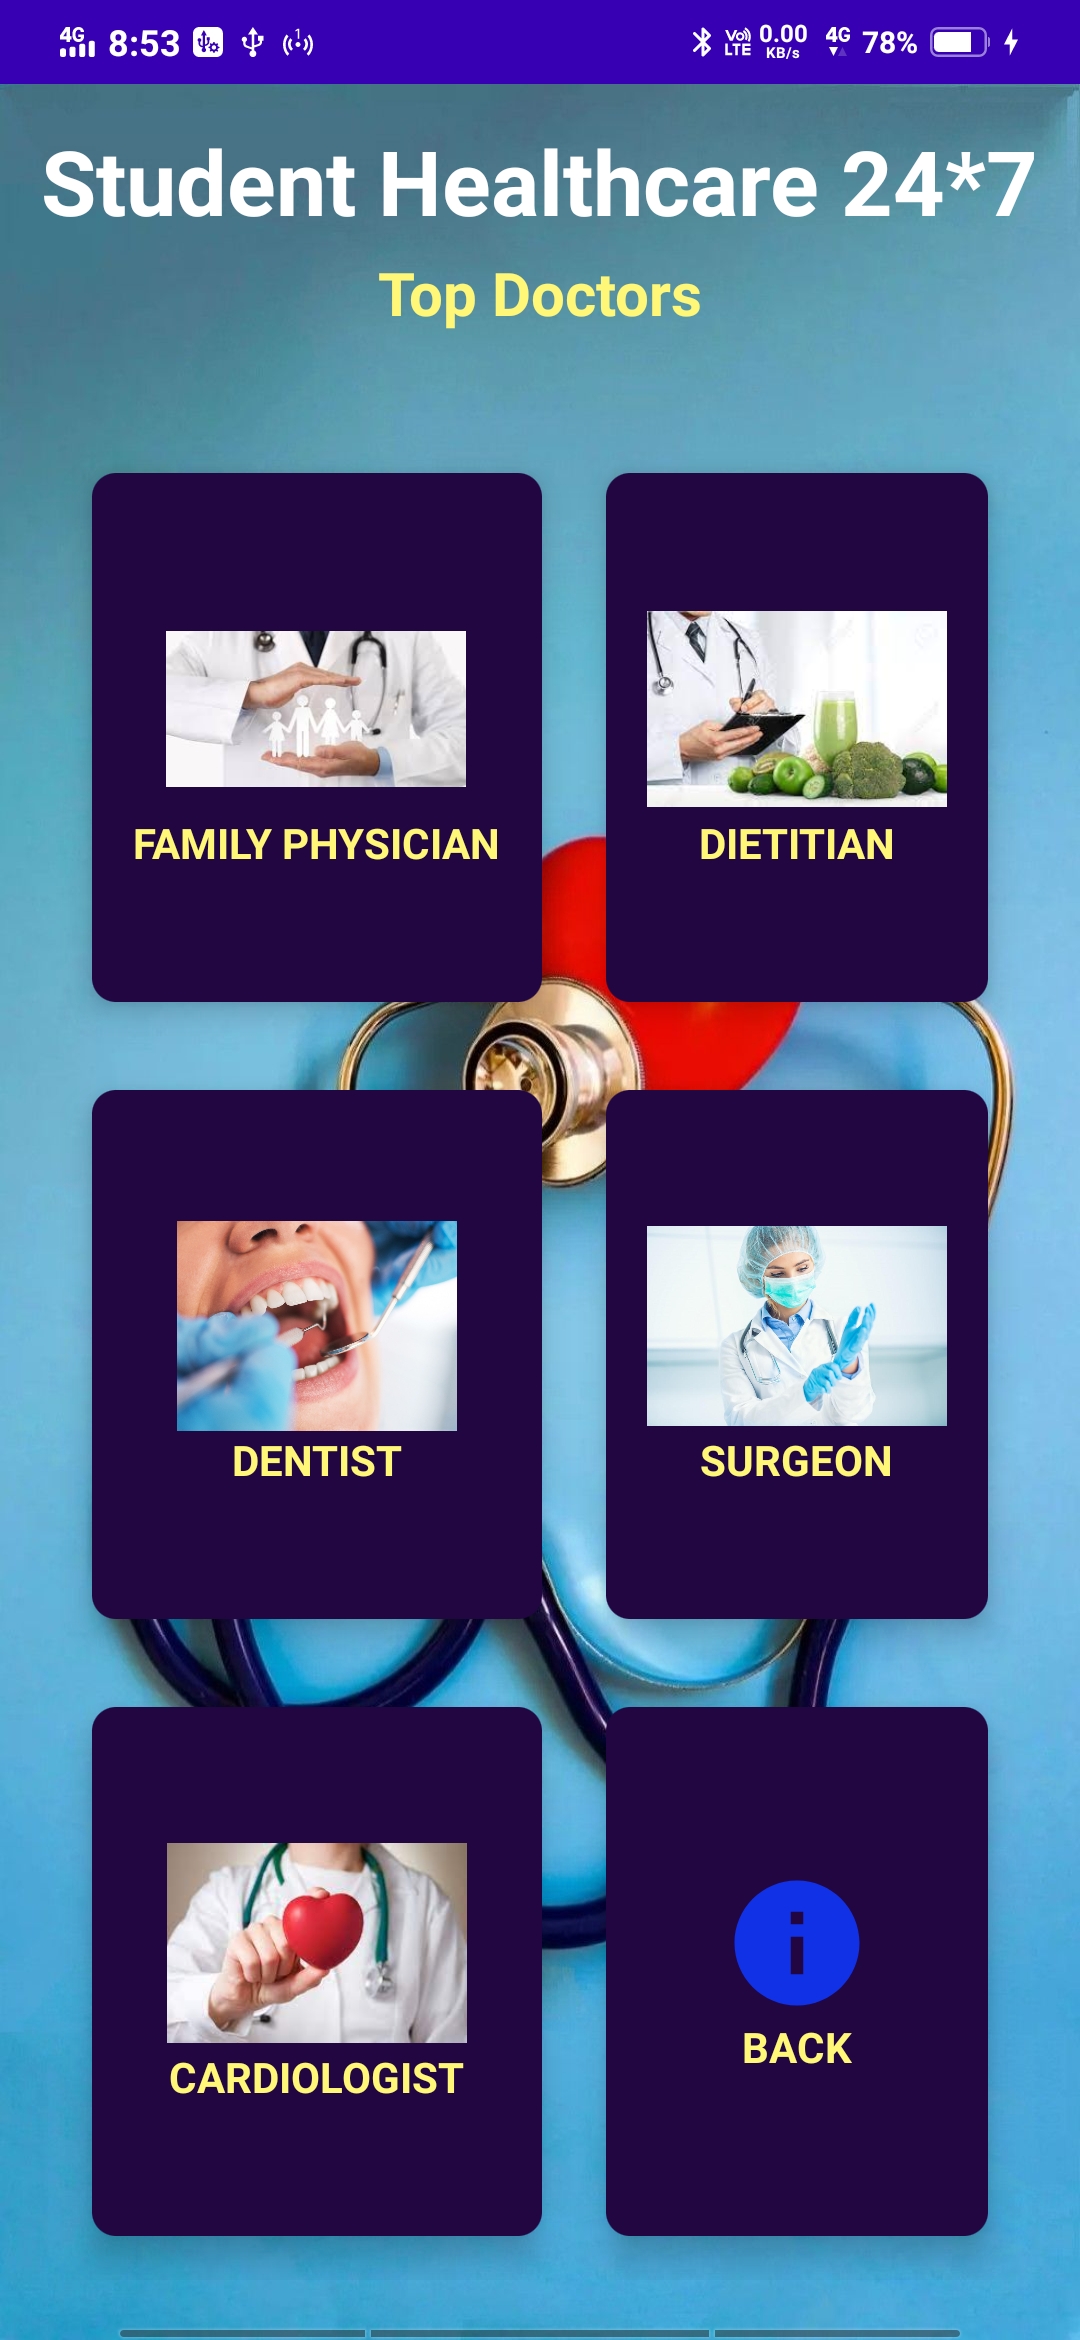 4G 8:53 Vo) LTE 0.00 KB/s 4G 78%
Student Healthcare 24*7
Top Doctors
FAMILY PHYSICIAN
DIETITIAN
DENTIST
SURGEON
CARDIOLOGIST
BACK